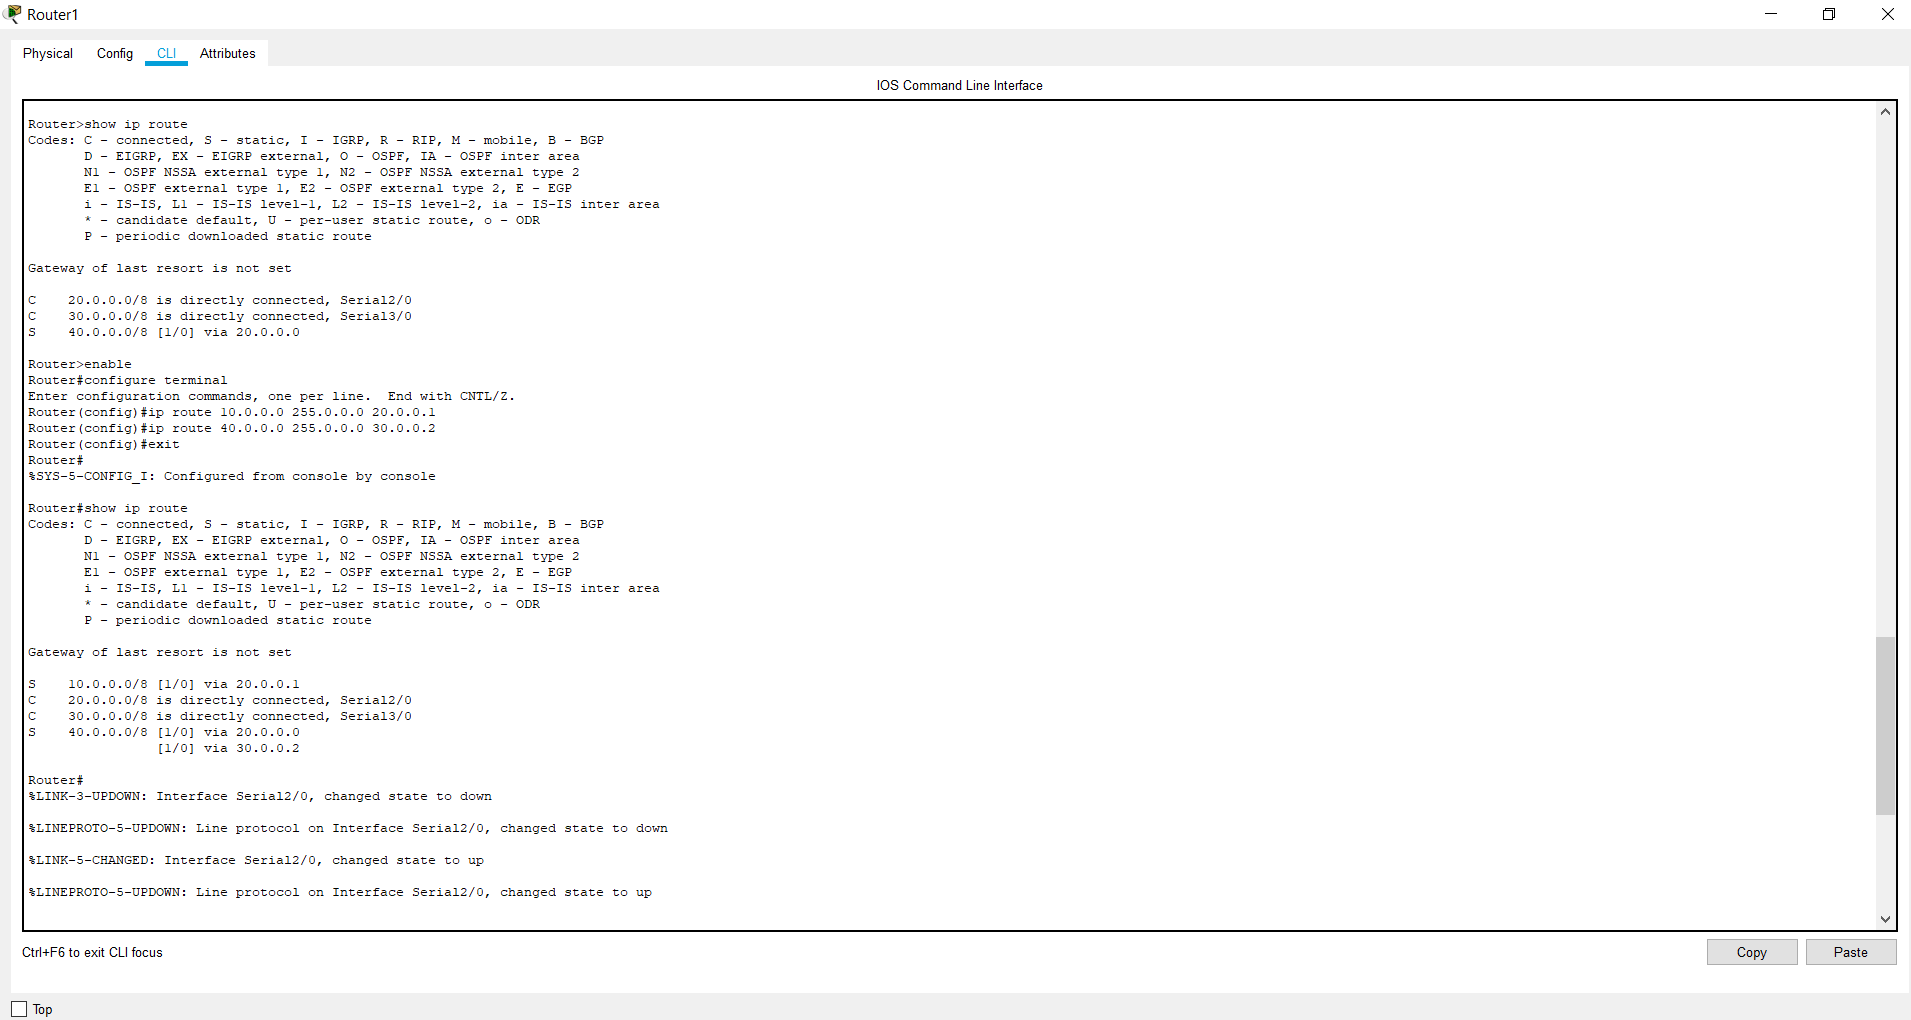 Router1
Physical Config CLI Attributes
IOS Command Line Interface
Router>show ip route
Codes: C - connected, S - static, I - IGRP, R - RIP, M - mobile, B - BGP
       D - EIGRP, EX - EIGRP external, O - OSPF, IA - OSPF inter area
       N1 - OSPF NSSA external type 1, N2 - OSPF NSSA external type 2
       E1 - OSPF external type 1, E2 - OSPF external type 2, E - EGP
       i - IS-IS, L1 - IS-IS level-1, L2 - IS-IS level-2, ia - IS-IS inter area
       * - candidate default, U - per-user static route, o - ODR
       P - periodic downloaded static route
Gateway of last resort is not set
C    20.0.0.0/8 is directly connected, Serial2/0
C    30.0.0.0/8 is directly connected, Serial3/0
S    40.0.0.0/8 [1/0] via 20.0.0.0
Router>enable
Router#configure terminal
Enter configuration commands, one per line.  End with CNTL/Z.
Router(config)#ip route 10.0.0.0 255.0.0.0 20.0.0.1
Router(config)#ip route 40.0.0.0 255.0.0.0 30.0.0.2
Router(config)#exit
Router#
%SYS-5-CONFIG_I: Configured from console by console
Router#show ip route
Codes: C - connected, S - static, I - IGRP, R - RIP, M - mobile, B - BGP
       D - EIGRP, EX - EIGRP external, O - OSPF, IA - OSPF inter area
       N1 - OSPF NSSA external type 1, N2 - OSPF NSSA external type 2
       E1 - OSPF external type 1, E2 - OSPF external type 2, E - EGP
       i - IS-IS, L1 - IS-IS level-1, L2 - IS-IS level-2, ia - IS-IS inter area
       * - candidate default, U - per-user static route, o - ODR
       P - periodic downloaded static route
Gateway of last resort is not set
S    10.0.0.0/8 [1/0] via 20.0.0.1
C    20.0.0.0/8 is directly connected, Serial2/0
C    30.0.0.0/8 is directly connected, Serial3/0
S    40.0.0.0/8 [1/0] via 20.0.0.0
                [1/0] via 30.0.0.2
Router#
%LINK-3-UPDOWN: Interface Serial2/0, changed state to down
%LINEPROTO-5-UPDOWN: Line protocol on Interface Serial2/0, changed state to down
%LINK-5-CHANGED: Interface Serial2/0, changed state to up
%LINEPROTO-5-UPDOWN: Line protocol on Interface Serial2/0, changed state to up
Ctrl+F6 to exit CLI focus
Copy Paste
Top